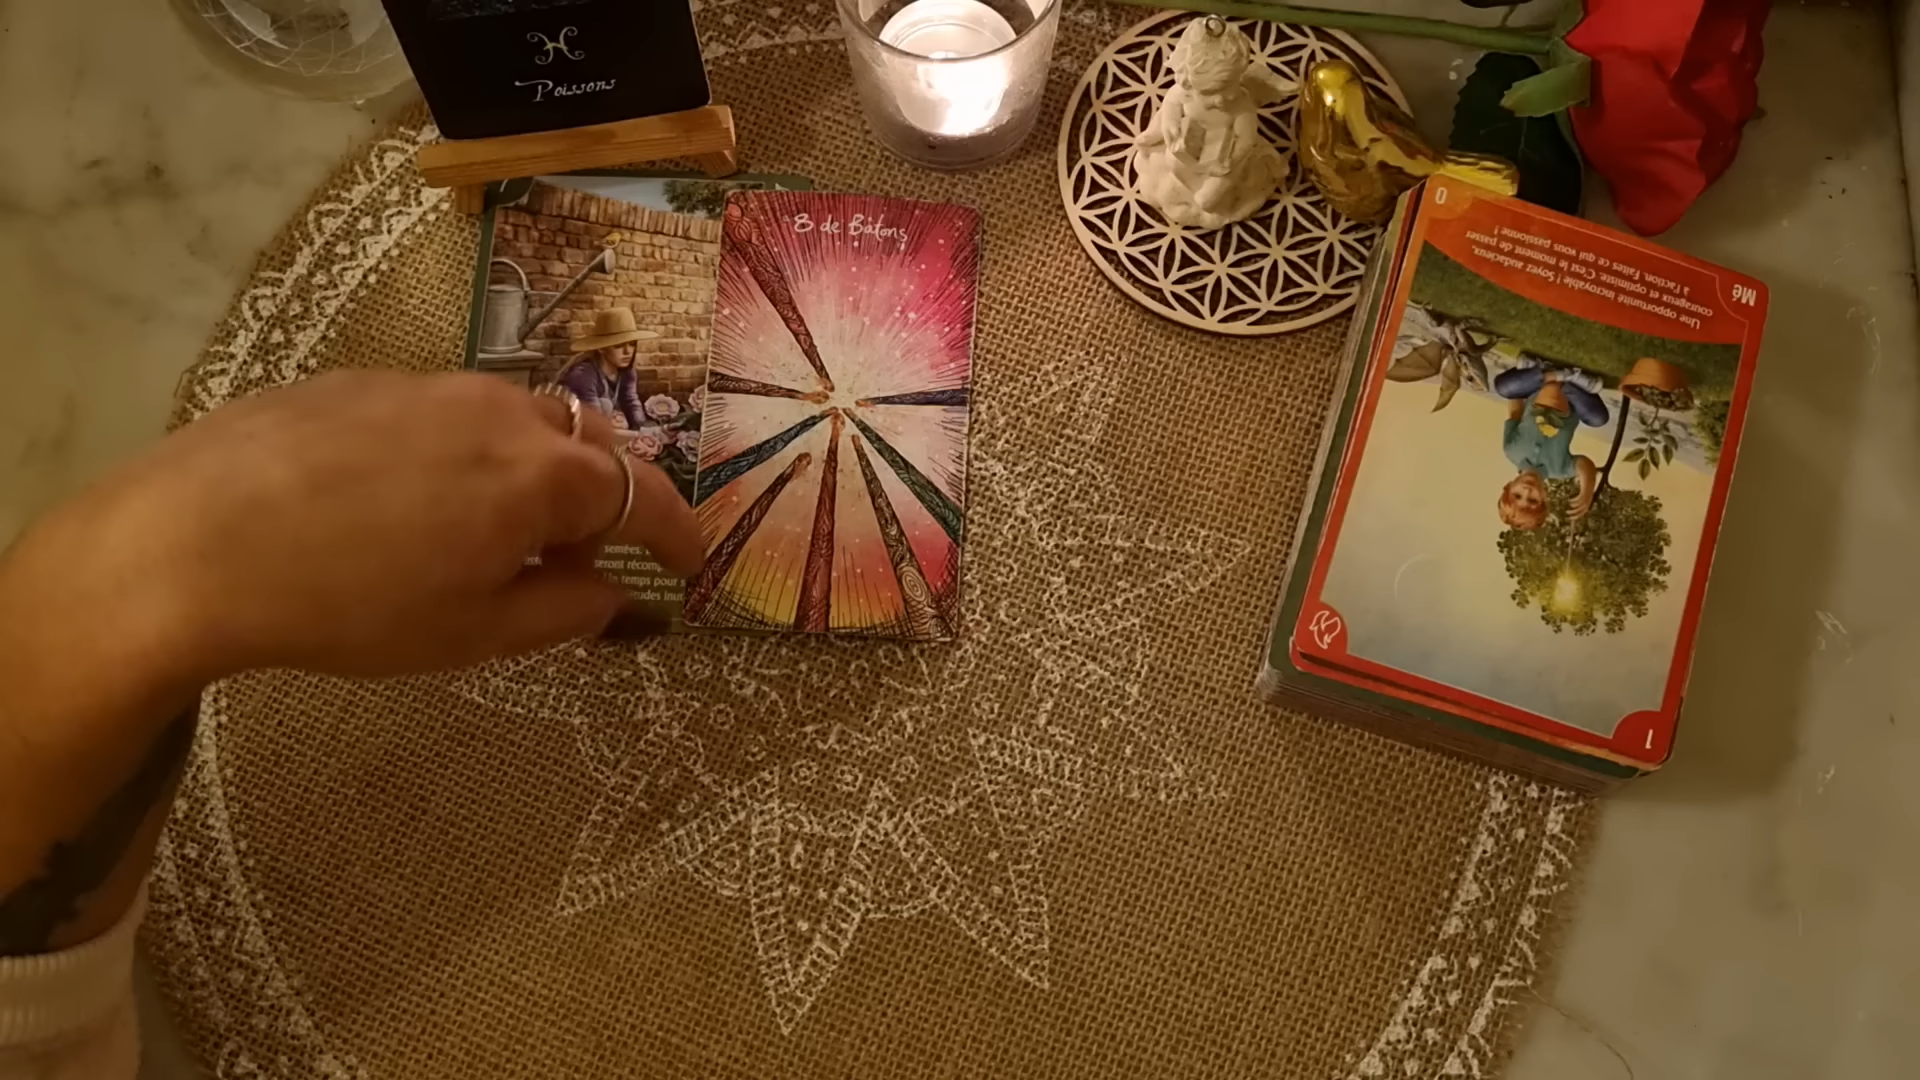 Poissons
8 de Bâtons
semées.
seront récomp
le temps pour s
études inut
0
Mé
Une opportunité incroyable ! Soyez audacieux,
courageux et optimiste. C'est le moment de passer
à l'action. Faites ce qui vous passionne !
1